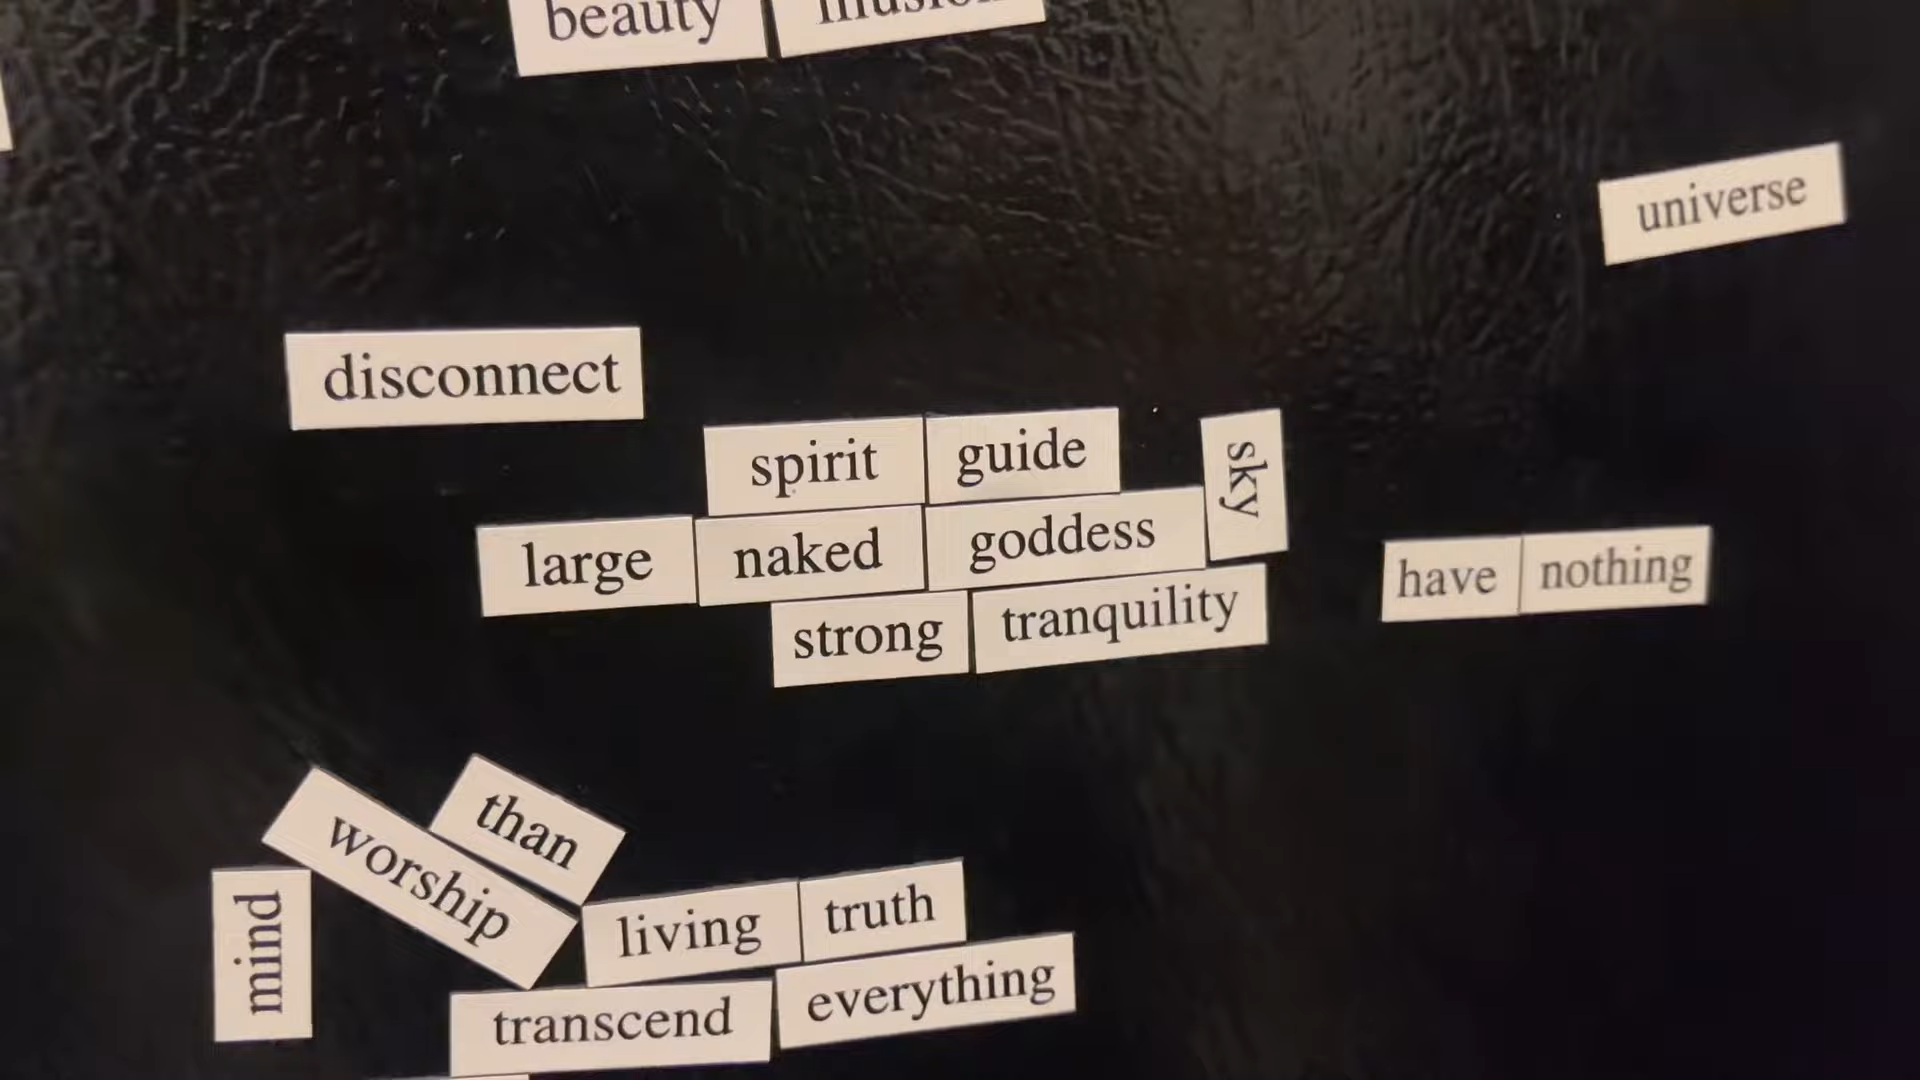 beauty illusion
universe
disconnect
spirit guide
sky
large naked goddess
have nothing
strong tranquility
than
worship
mind
living truth
transcend everything